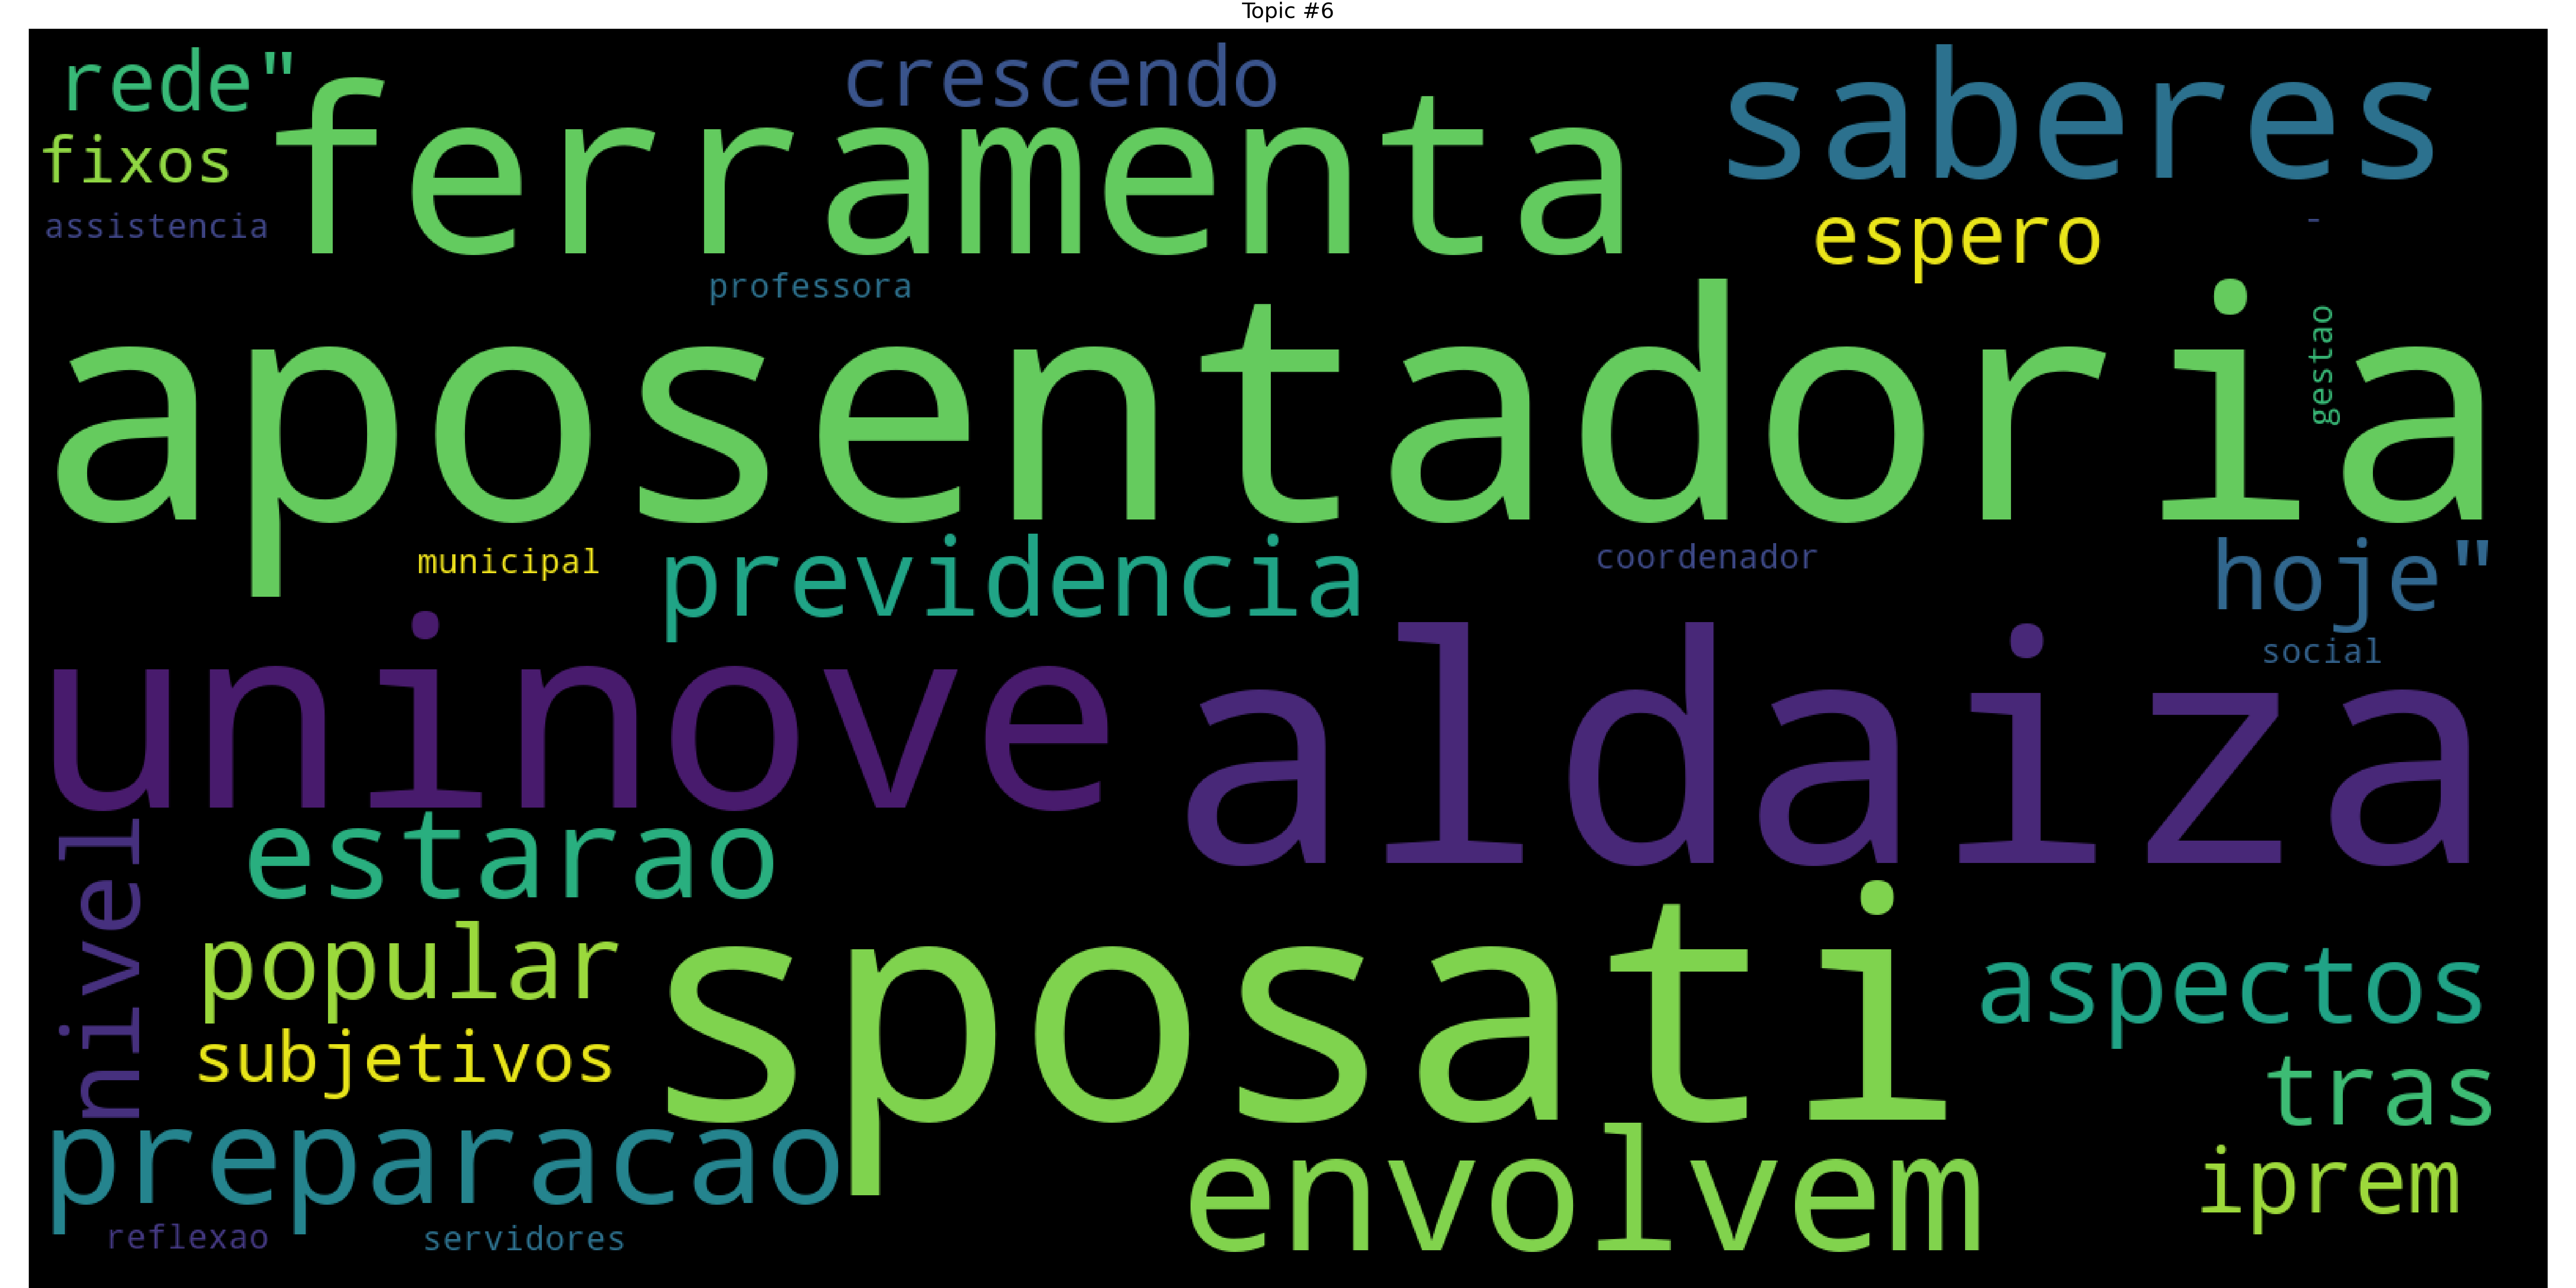 Topic #6
rede"
crescendo
saberes
fixos
ferramenta
assistencia
espero
-
professora
aposentadoria
gestao
municipal
previdencia
coordenador
hoje"
social
uninove
aldaiza
nivel
estarao
popular
sposati
aspectos
subjetivos
tras
preparacao
envolvem
iprem
reflexao
servidores